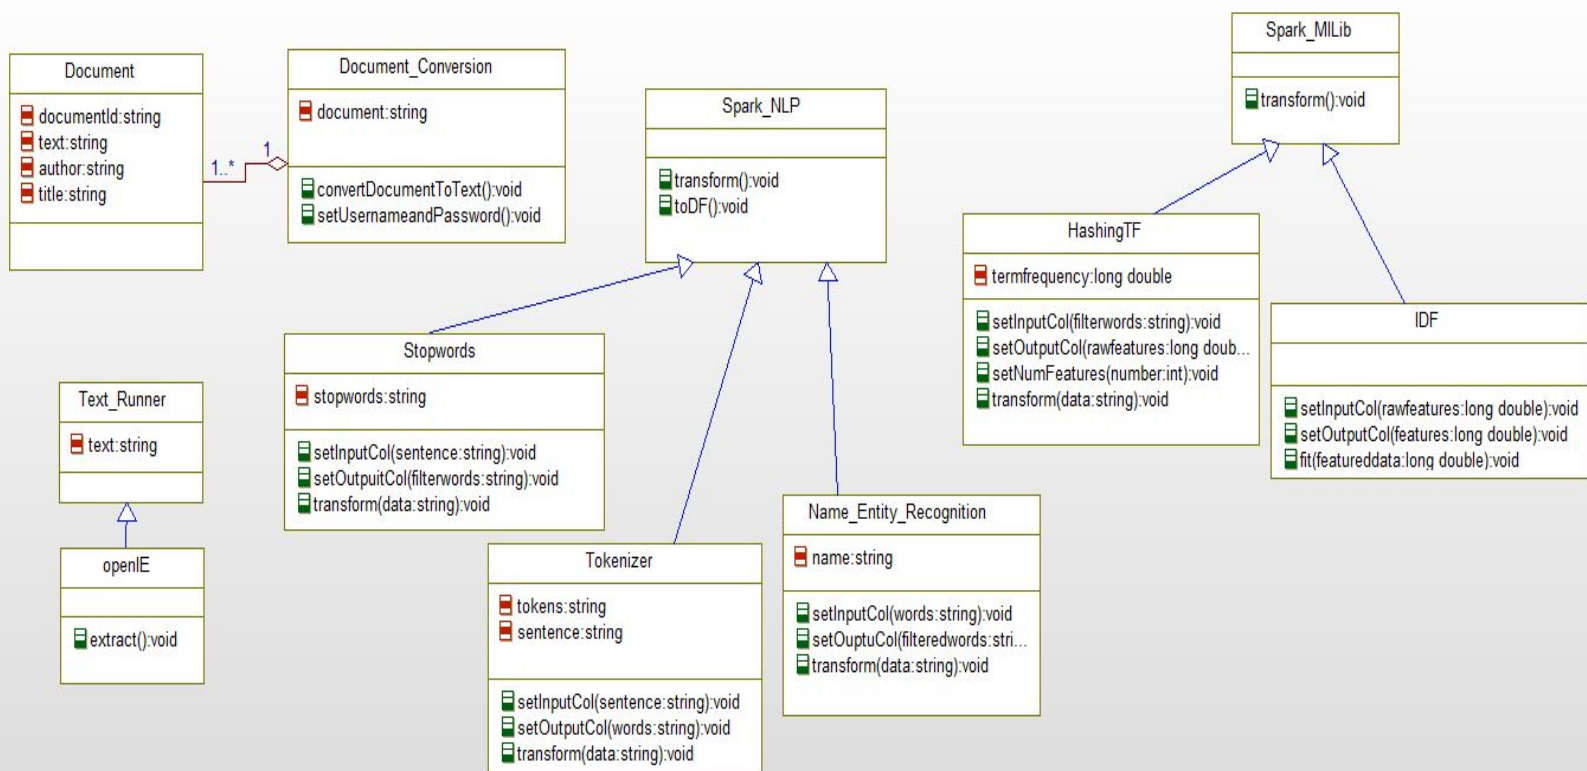 Document
documentId:string
text:string
author:string
title:string
1..*
1
Document_Conversion
document:string
convertDocumentToText():void
setUsernameandPassword():void
Spark_NLP
transform():void
toDF():void
Spark_MlLib
transform():void
HashingTF
termfrequency:long double
setInputCol(filterwords:string):void
setOutputCol(rawfeatures:long doub...
setNumFeatures(number:int):void
transform(data:string):void
IDF
setInputCol(rawfeatures:long double):void
setOutputCol(features:long double):void
fit(featureddata:long double):void
Stopwords
stopwords:string
setInputCol(sentence:string):void
setOutpuitCol(filterwords:string):void
transform(data:string):void
Text_Runner
text:string
openIE
extract():void
Tokenizer
tokens:string
sentence:string
setInputCol(sentence:string):void
setOutputCol(words:string):void
transform(data:string):void
Name_Entity_Recognition
name:string
setInputCol(words:string):void
setOuptuCol(filteredwords:stri...
transform(data:string):void